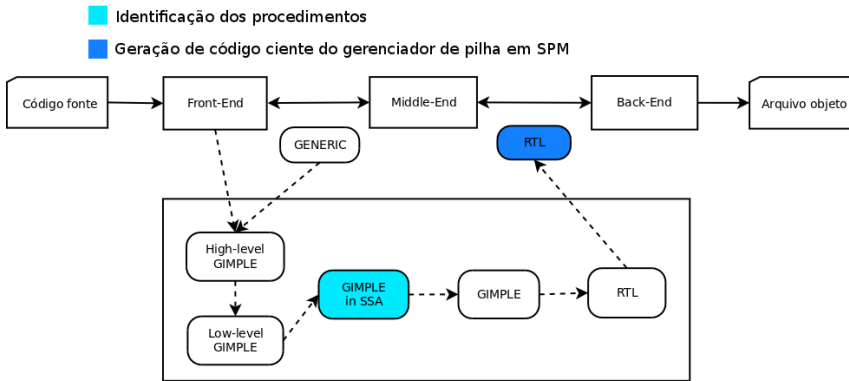 Identificação dos procedimentos
Geração de código ciente do gerenciador de pilha em SPM
Código fonte
Front-End
Middle-End
Back-End
Arquivo objeto
GENERIC
RTL
High-level
GIMPLE
GIMPLE
in SSA
GIMPLE
RTL
Low-level
GIMPLE